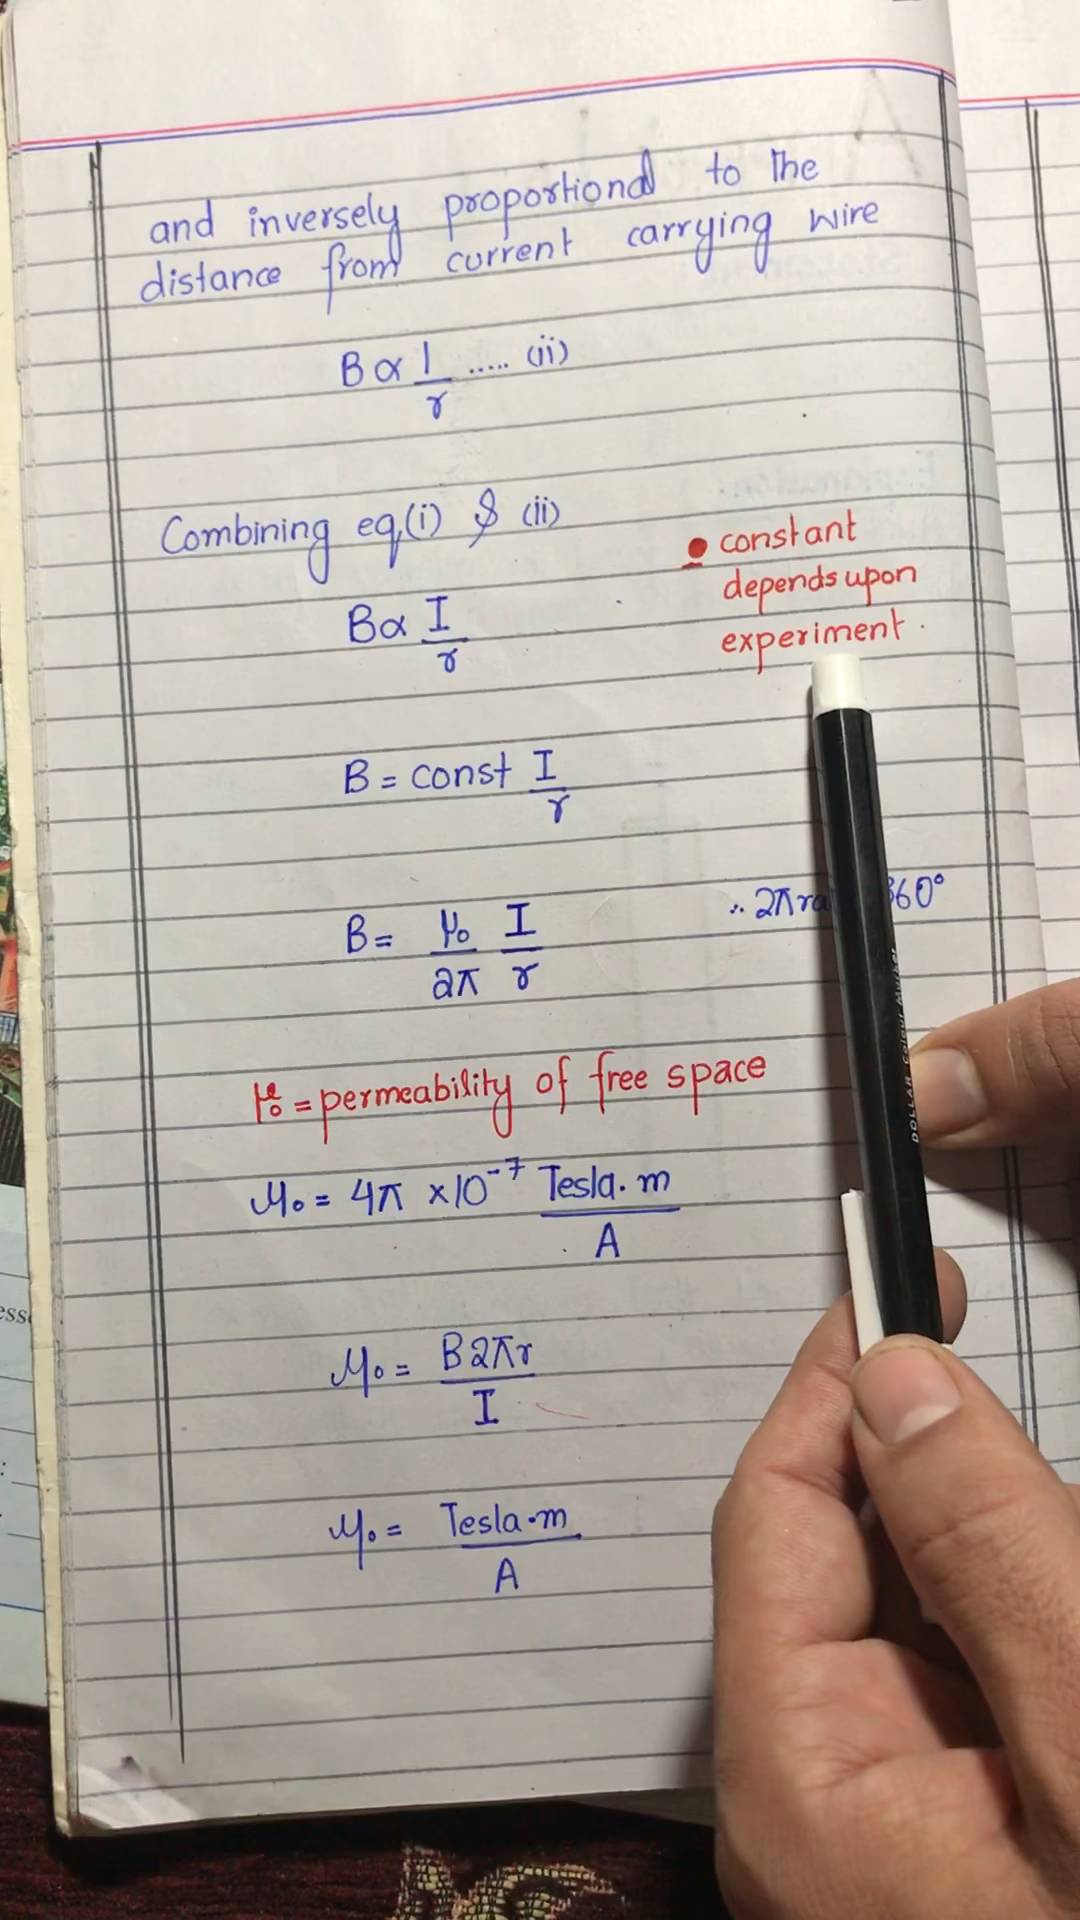 and inversely proportional to the
distance from current carrying wire
B ∝ 1/r ..... (ii)
Combining eq,(i) & (ii)
• constant
depends upon
experiment.
B ∝ I/r
B = const I/r
B = μ₀/2π I/r
∴ 2π ra 360°
μ₀ = permeability of free space
μ₀ = 4π ×10⁻⁷ Tesla.m/A
μ₀ = B2πr/I
μ₀ = Tesla.m/A
DOLLAR